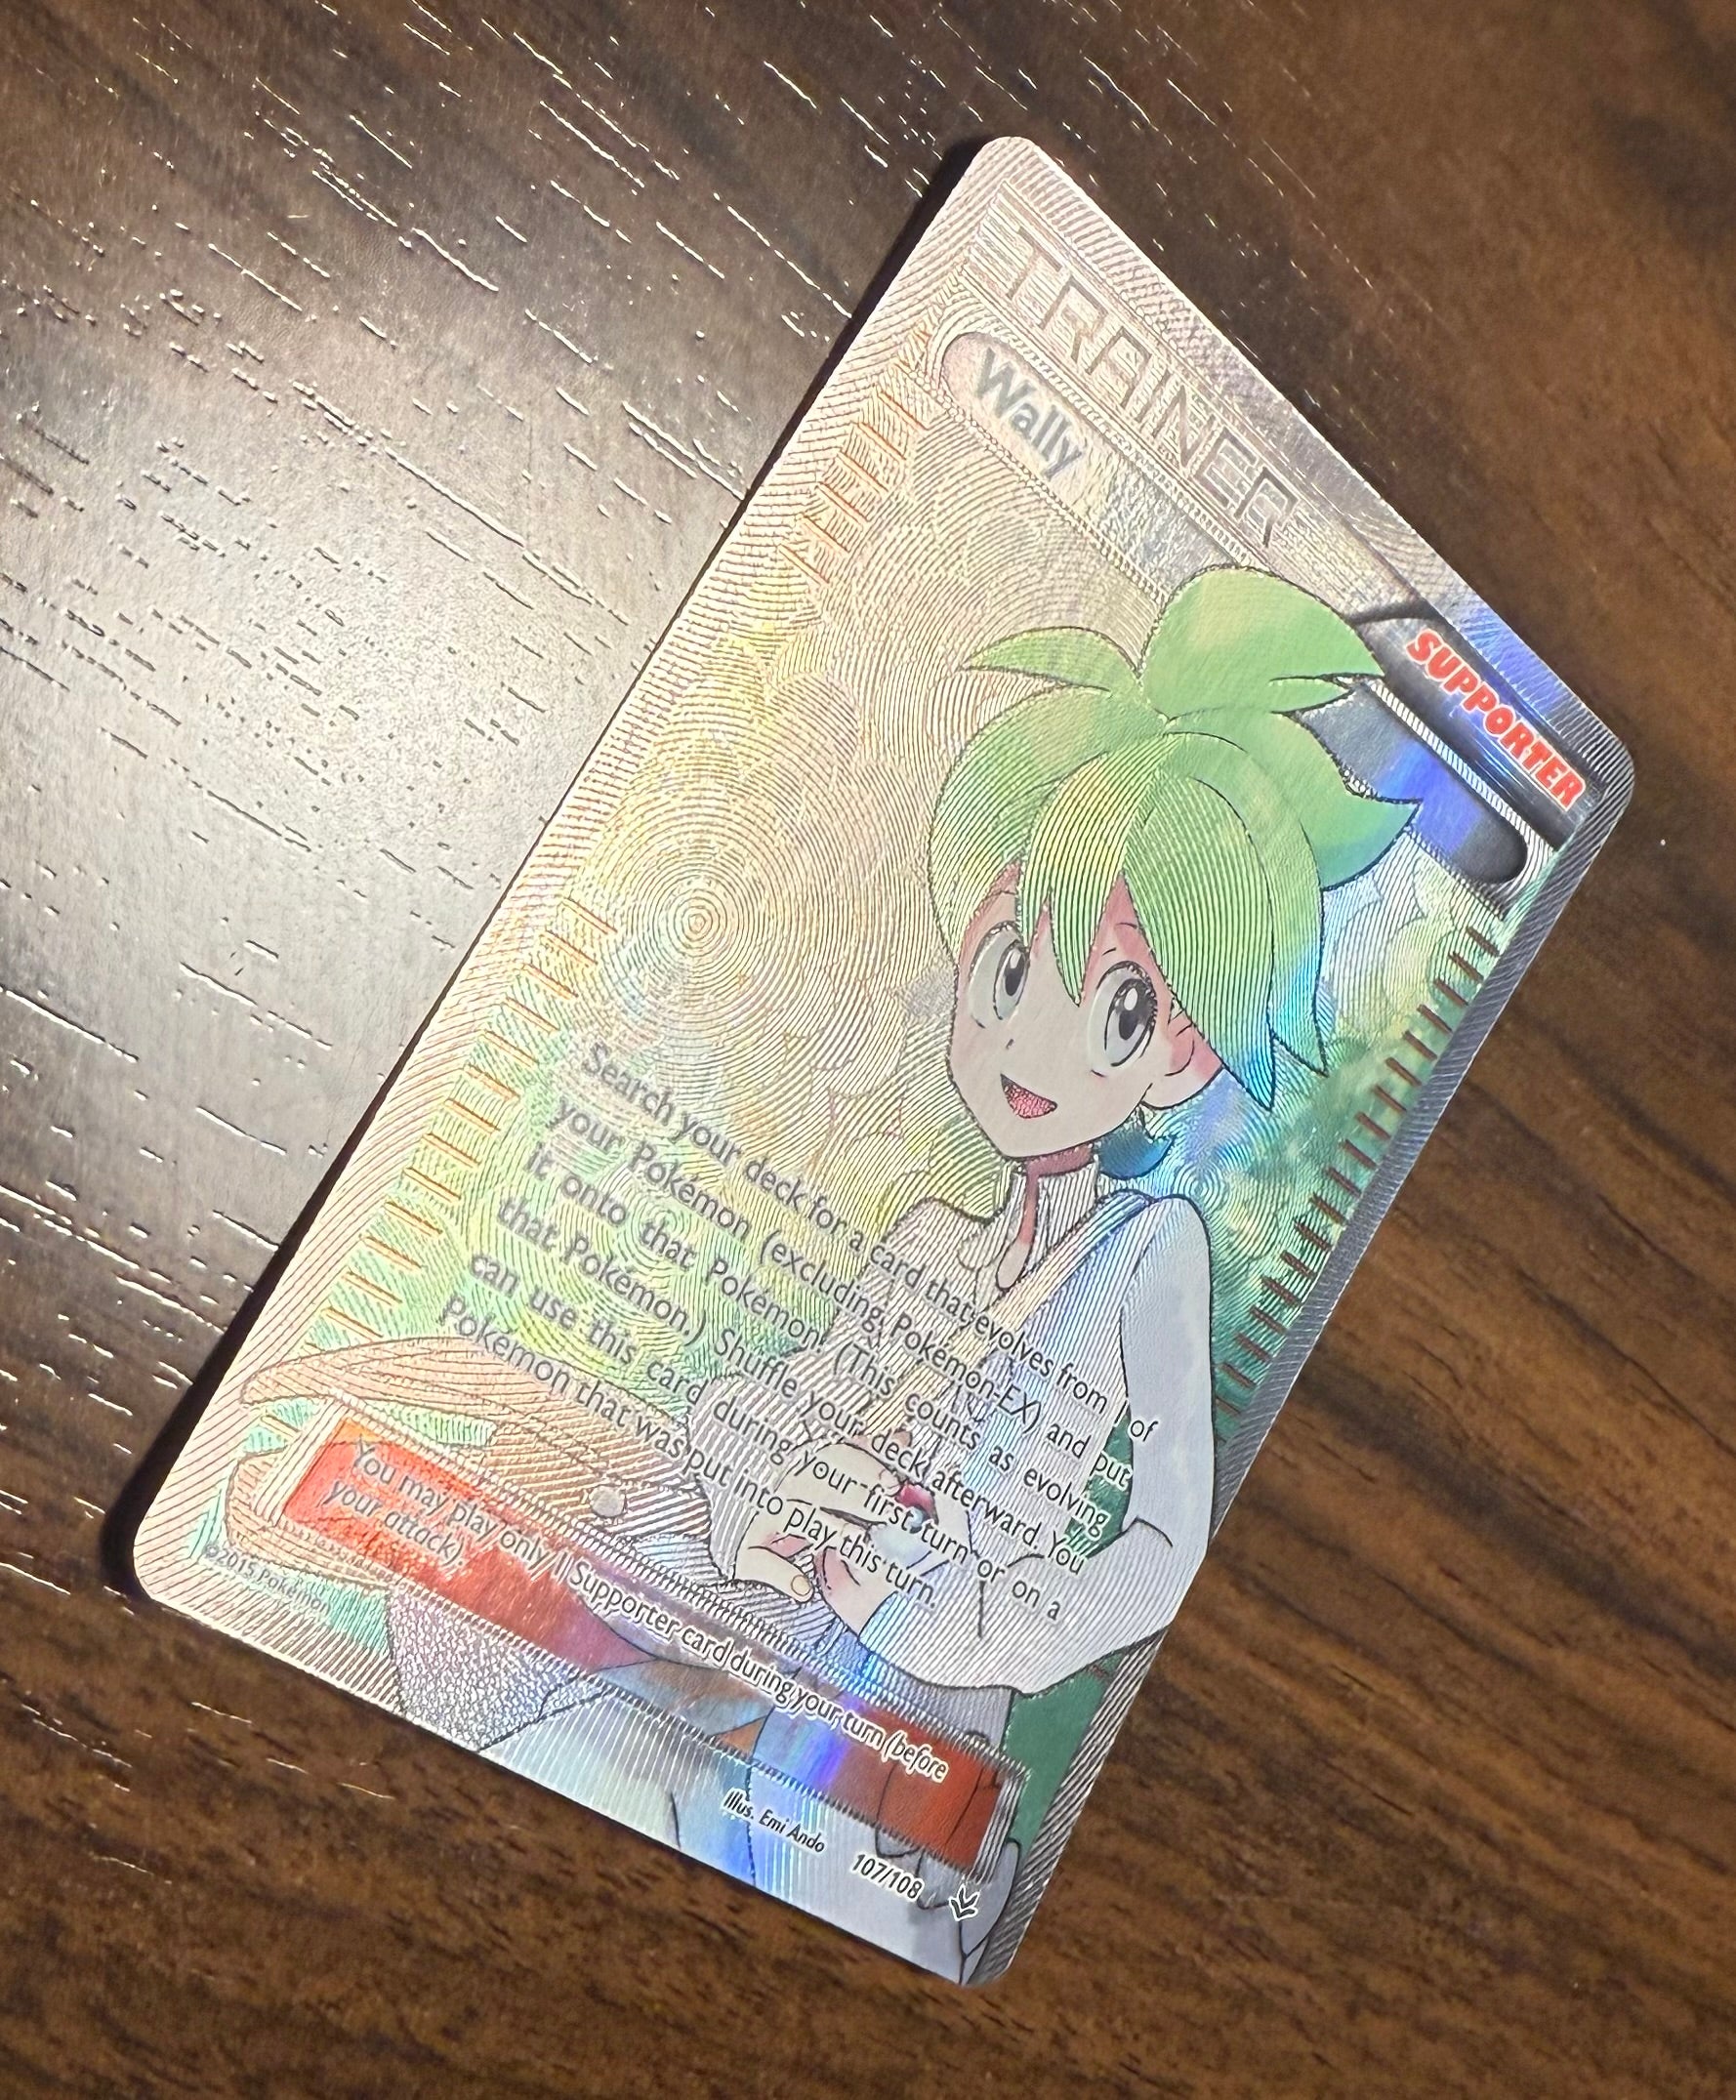 TRAINER
SUPPORTER
Wally
Search your deck for a card that evolves from 1 of
your Pokémon (excluding Pokémon-EX) and put
it onto that Pokémon. (This counts as evolving
that Pokémon.) Shuffle your deck afterward. You
can use this card during your first turn or on a
Pokémon that was put into play this turn.
You may play only 1 Supporter card during your turn (before
your attack).
Illus. Emi Ando
107/108
©2015 Pokémon